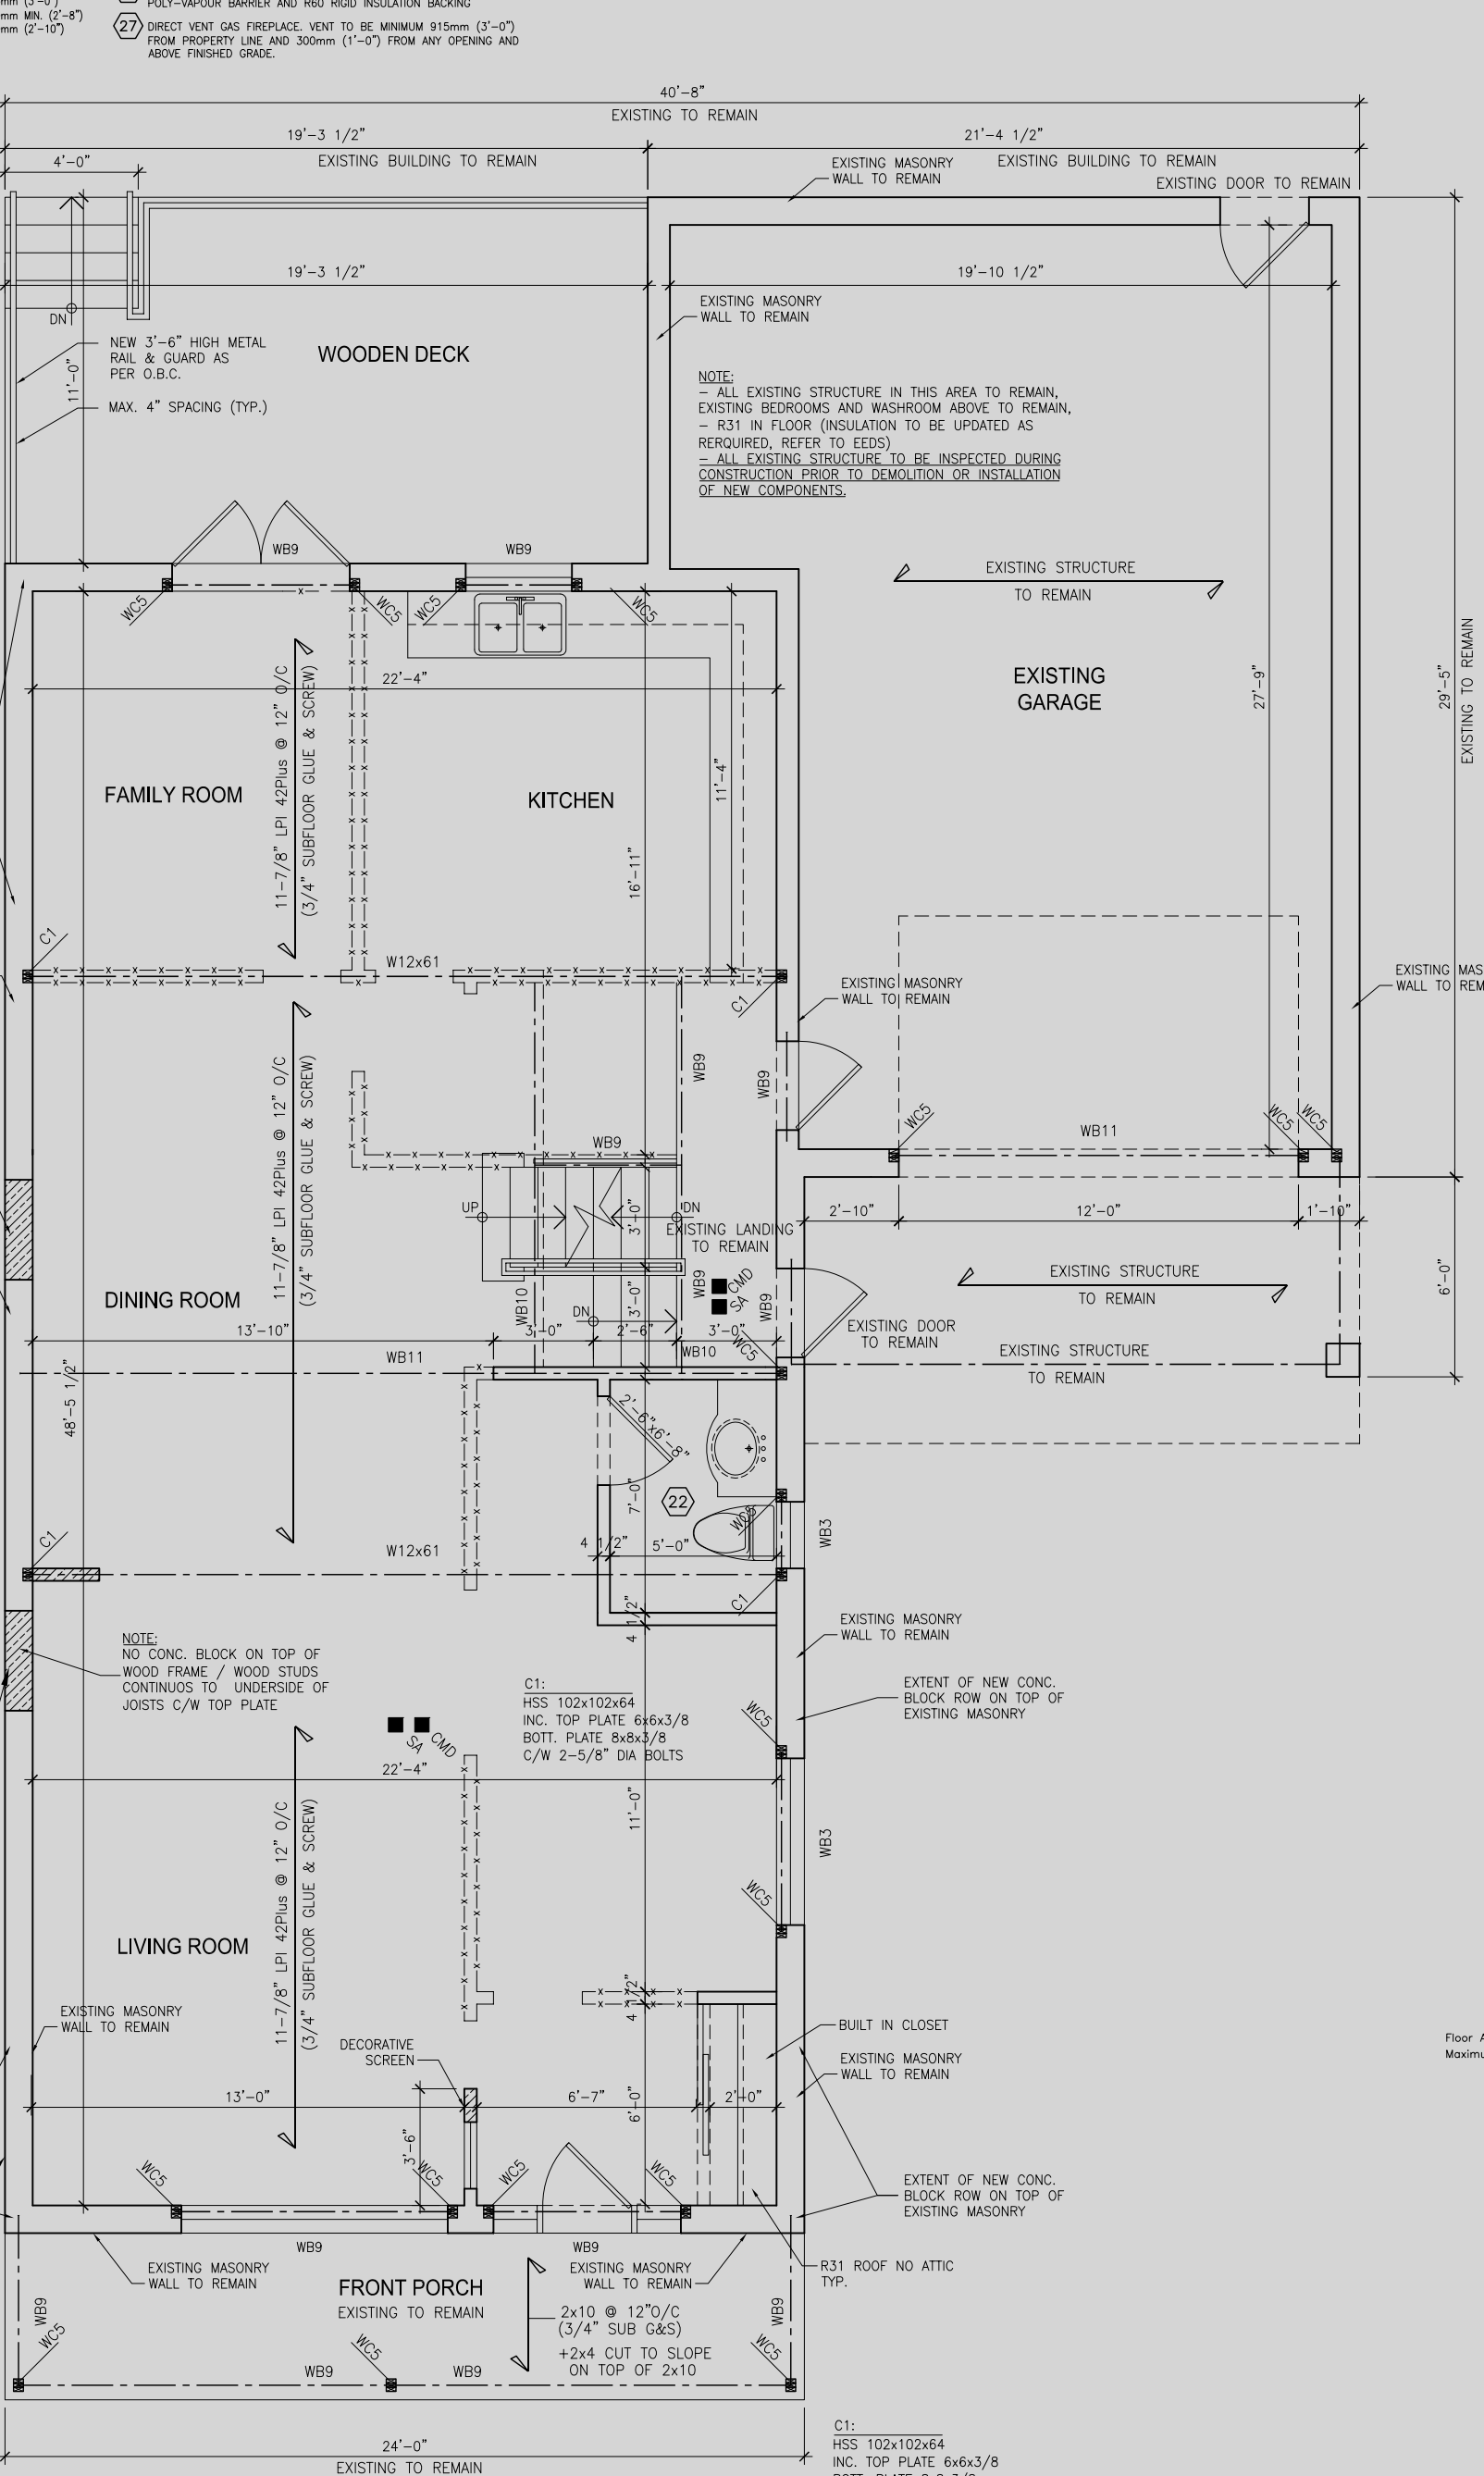 mm (3'-0")
mm MIN. (2'-8")
mm (2'-10")
POLY-VAPOUR BARRIER AND R60 RIGID INSULATION BACKING
27 DIRECT VENT GAS FIREPLACE. VENT TO BE MINIMUM 915mm (3'-0")
FROM PROPERTY LINE AND 300mm (1'-0") FROM ANY OPENING AND
ABOVE FINISHED GRADE.
40'-8"
EXISTING TO REMAIN
19'-3 1/2"
EXISTING BUILDING TO REMAIN
21'-4 1/2"
EXISTING BUILDING TO REMAIN
4'-0"
EXISTING MASONRY
WALL TO REMAIN
EXISTING DOOR TO REMAIN
19'-3 1/2"
19'-10 1/2"
DN
NEW 3'-6" HIGH METAL
RAIL & GUARD AS
PER O.B.C.
MAX. 4" SPACING (TYP.)
11'-0"
WOODEN DECK
EXISTING MASONRY
WALL TO REMAIN
NOTE:
- ALL EXISTING STRUCTURE IN THIS AREA TO REMAIN,
EXISTING BEDROOMS AND WASHROOM ABOVE TO REMAIN,
- R31 IN FLOOR (INSULATION TO BE UPDATED AS
RERQUIRED, REFER TO EEDS)
- ALL EXISTING STRUCTURE TO BE INSPECTED DURING
CONSTRUCTION PRIOR TO DEMOLITION OR INSTALLATION
OF NEW COMPONENTS.
WB9
WB9
WC5
WC5
WC5
WC5
EXISTING STRUCTURE
TO REMAIN
22'-4"
11-7/8" LPI 42Plus @ 12" O/C
(3/4" SUBFLOOR GLUE & SCREW)
EXISTING
GARAGE
27'-9"
29'-5"
EXISTING TO REMAIN
FAMILY ROOM
KITCHEN
11'-4"
16'-11"
C1
W12x61
C1
EXISTING MASONRY
WALL TO REMAIN
EXISTING MAS
WALL TO REM
11-7/8" LPI 42Plus @ 12" O/C
(3/4" SUBFLOOR GLUE & SCREW)
WB9
WB9
WB9
WC5
WB11
WC5
WC5
UP
DN
3'-0"
EXISTING LANDING
TO REMAIN
2'-10"
12'-0"
1'-10"
6'-0"
DINING ROOM
WB10
DN
3'-0"
WB9
CMD
SA
WB9
EXISTING STRUCTURE
TO REMAIN
EXISTING DOOR
TO REMAIN
EXISTING STRUCTURE
TO REMAIN
13'-10"
3'-0"
2'-6"
3'-0"
WB11
WB10
WC5
48'-5 1/2"
2'-6"x6'-8"
7'-0"
22
WC5
WB3
4 1/2"
5'-0"
W12x61
C1
C1
4 1/2"
EXISTING MASONRY
WALL TO REMAIN
NOTE:
NO CONC. BLOCK ON TOP OF
WOOD FRAME / WOOD STUDS
CONTINUOS TO UNDERSIDE OF
JOISTS C/W TOP PLATE
C1:
HSS 102x102x64
INC. TOP PLATE 6x6x3/8
BOTT. PLATE 8x8x3/8
C/W 2-5/8" DIA BOLTS
EXTENT OF NEW CONC.
BLOCK ROW ON TOP OF
EXISTING MASONRY
WC5
SA
CMD
22'-4"
11'-0"
WB3
11-7/8" LPI 42Plus @ 12" O/C
(3/4" SUBFLOOR GLUE & SCREW)
WC5
LIVING ROOM
4 1/2"
EXISTING MASONRY
WALL TO REMAIN
DECORATIVE
SCREEN
BUILT IN CLOSET
EXISTING MASONRY
WALL TO REMAIN
Floor A
Maximu
13'-0"
6'-7"
2'-0"
6'-0"
3'-6"
WC5
WC5
WC5
WC5
EXTENT OF NEW CONC.
BLOCK ROW ON TOP OF
EXISTING MASONRY
WB9
WB9
EXISTING MASONRY
WALL TO REMAIN
FRONT PORCH
EXISTING TO REMAIN
EXISTING MASONRY
WALL TO REMAIN
R31 ROOF NO ATTIC
TYP.
WB9
WC5
2x10 @ 12"O/C
(3/4" SUB G&S)
+2x4 CUT TO SLOPE
ON TOP OF 2x10
WB9
WC5
WC5
WB9
WB9
24'-0"
EXISTING TO REMAIN
C1:
HSS 102x102x64
INC. TOP PLATE 6x6x3/8